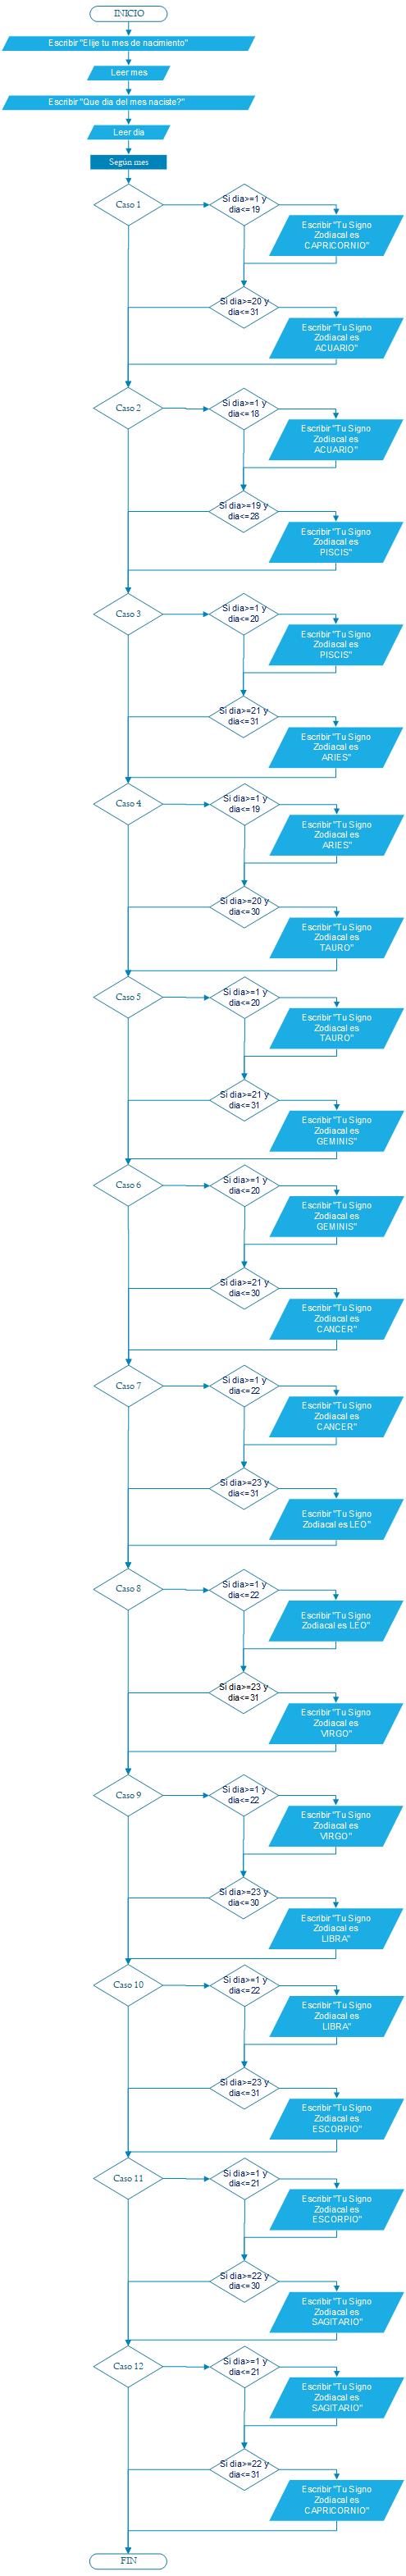 INICIO
Escribir "Elije tu mes de nacimiento"
Leer mes
Escribir "Que dia del mes naciste?"
Leer dia
Según mes
Caso 1
Si dia>=1 y
dia<=19
Escribir "Tu Signo
Zodiacal es
CAPRICORNIO"
Si dia>=20 y
dia<=31
Escribir "Tu Signo
Zodiacal es
ACUARIO"
Caso 2
Si dia>=1 y
dia<=18
Escribir "Tu Signo
Zodiacal es
ACUARIO"
Si dia>=19 y
dia<=28
Escribir "Tu Signo
Zodiacal es
PISCIS"
Caso 3
Si dia>=1 y
dia<=20
Escribir "Tu Signo
Zodiacal es
PISCIS"
Si dia>=21 y
dia<=31
Escribir "Tu Signo
Zodiacal es
ARIES"
Caso 4
Si dia>=1 y
dia<=19
Escribir "Tu Signo
Zodiacal es
ARIES"
Si dia>=20 y
dia<=30
Escribir "Tu Signo
Zodiacal es
TAURO"
Caso 5
Si dia>=1 y
dia<=20
Escribir "Tu Signo
Zodiacal es
TAURO"
Si dia>=21 y
dia<=31
Escribir "Tu Signo
Zodiacal es
GEMINIS"
Caso 6
Si dia>=1 y
dia<=20
Escribir "Tu Signo
Zodiacal es
GEMINIS"
Si dia>=21 y
dia<=30
Escribir "Tu Signo
Zodiacal es
CANCER"
Caso 7
Si dia>=1 y
dia<=22
Escribir "Tu Signo
Zodiacal es
CANCER"
Si dia>=23 y
dia<=31
Escribir "Tu Signo
Zodiacal es LEO"
Caso 8
Si dia>=1 y
dia<=22
Escribir "Tu Signo
Zodiacal es LEO"
Si dia>=23 y
dia<=31
Escribir "Tu Signo
Zodiacal es
VIRGO"
Caso 9
Si dia>=1 y
dia<=22
Escribir "Tu Signo
Zodiacal es
VIRGO"
Si dia>=23 y
dia<=30
Escribir "Tu Signo
Zodiacal es
LIBRA"
Caso 10
Si dia>=1 y
dia<=22
Escribir "Tu Signo
Zodiacal es
LIBRA"
Si dia>=23 y
dia<=31
Escribir "Tu Signo
Zodiacal es
ESCORPIO"
Caso 11
Si dia>=1 y
dia<=21
Escribir "Tu Signo
Zodiacal es
ESCORPIO"
Si dia>=22 y
dia<=30
Escribir "Tu Signo
Zodiacal es
SAGITARIO"
Caso 12
Si dia>=1 y
dia<=21
Escribir "Tu Signo
Zodiacal es
SAGITARIO"
Si dia>=22 y
dia<=31
Escribir "Tu Signo
Zodiacal es
CAPRICORNIO"
FIN